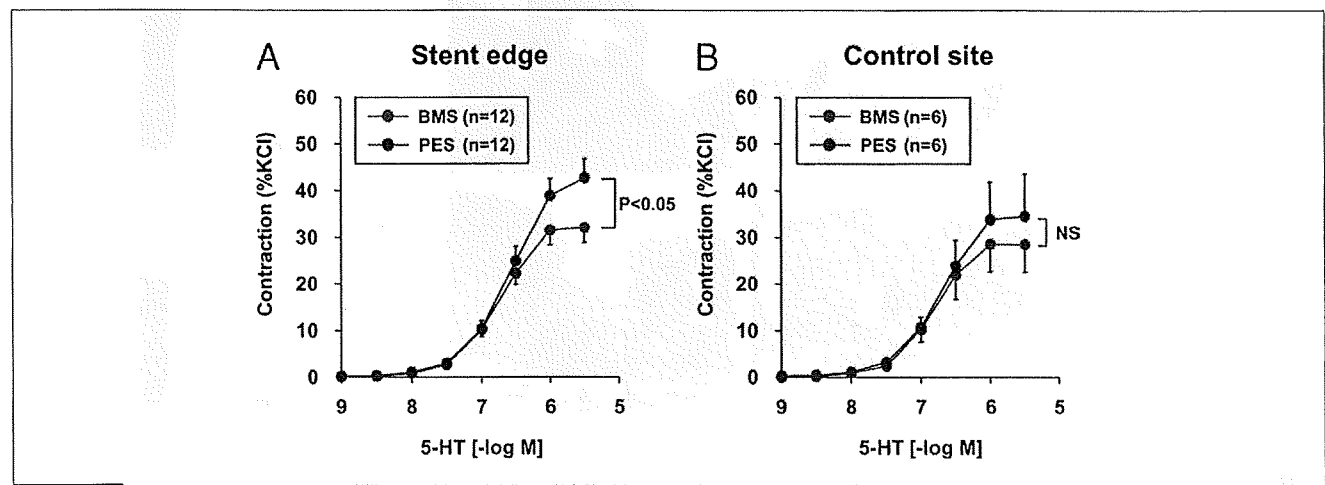 A
Stent edge
Contraction (%KCl)
60
50
40
30
20
10
0
BMS (n=12)
PES (n=12)
P<0.05
9 8 7 6 5
5-HT [-log M]
B
Control site
Contraction (%KCl)
60
50
40
30
20
10
0
BMS (n=6)
PES (n=6)
NS
9 8 7 6 5
5-HT [-log M]